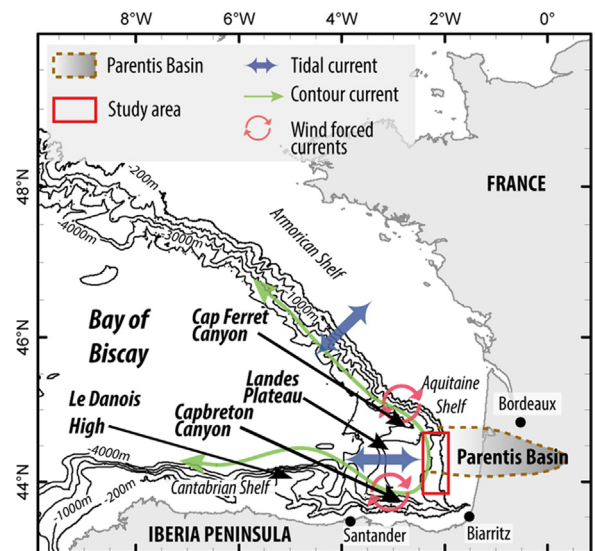 8°W 6°W 4°W 2°W 0°
Parentis Basin
Study area
Tidal current
Contour current
Wind forced
currents
48°N
46°N
44°N
-200m
-4000m
-3000m
-1000m
FRANCE
Armorican Shelf
Bay of
Biscay
Cap Ferret
Canyon
Landes
Plateau
Aquitaine
Shelf
Le Danois
High
Capbreton
Canyon
Bordeaux
Parentis Basin
-4000m
Cantabrian Shelf
-200m
-1000m
IBERIA PENINSULA
Santander
Biarritz